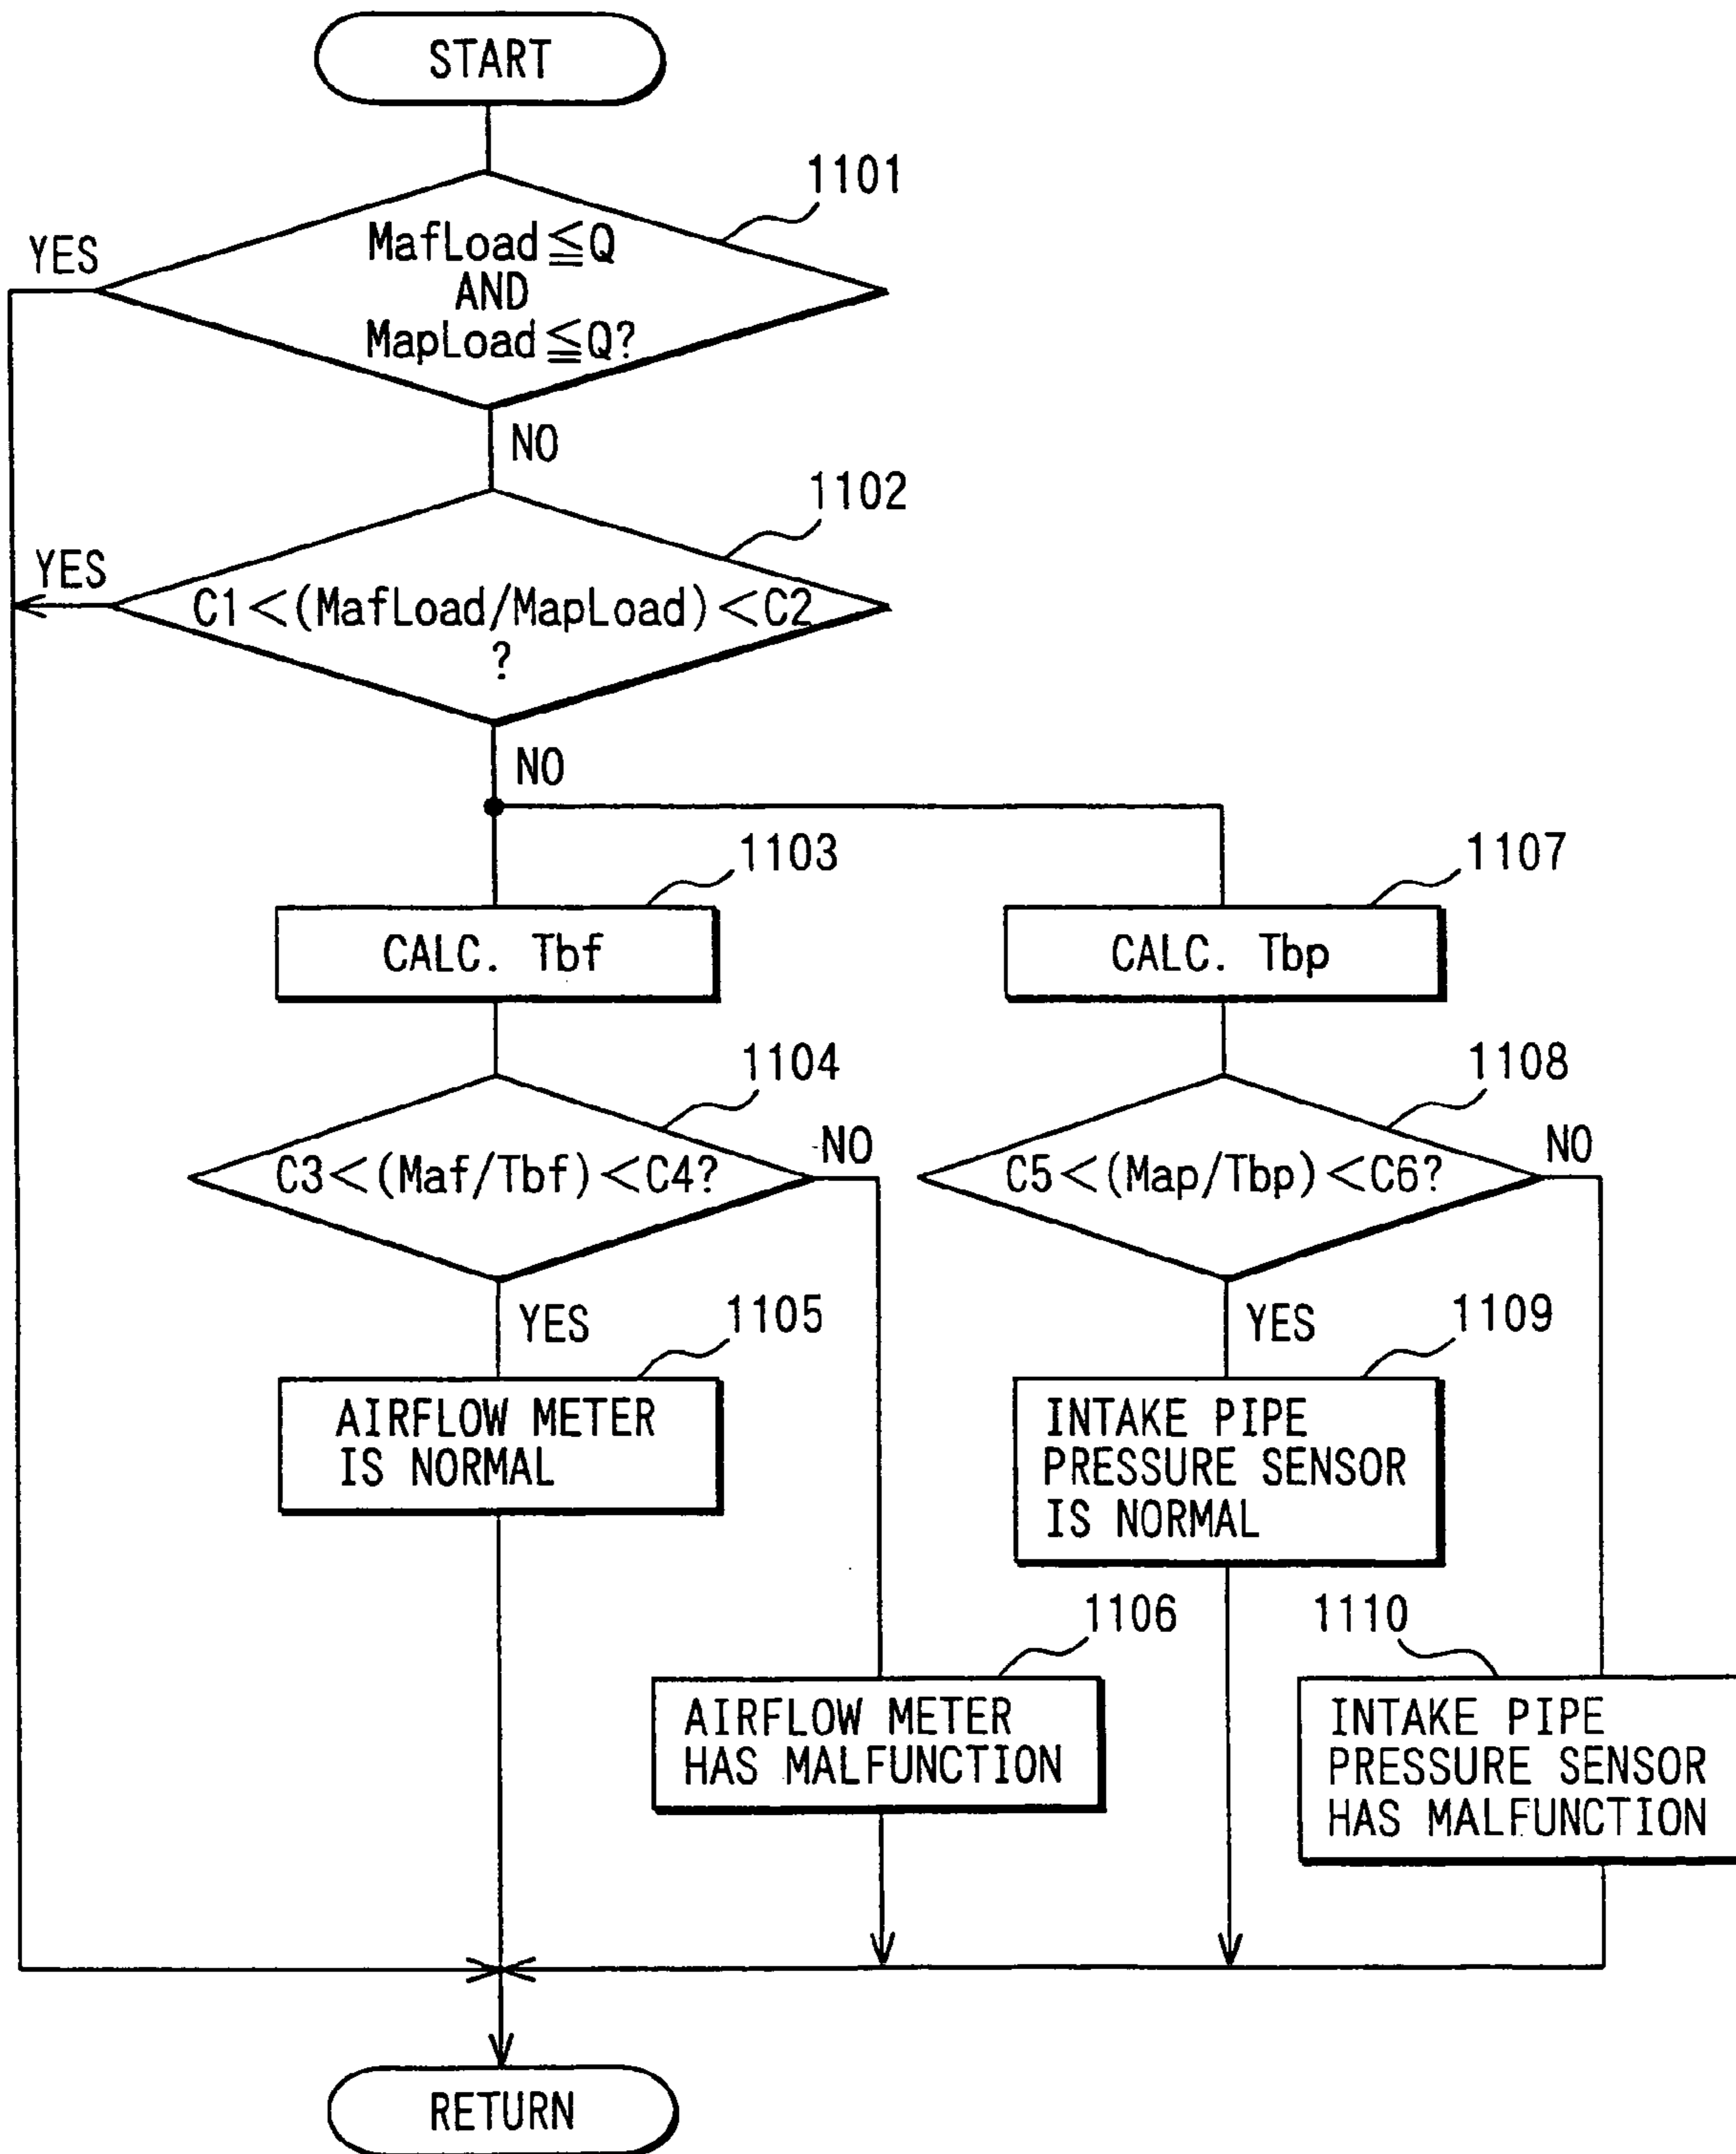 START
1101
YES
MafLoad≦Q
AND
MapLoad≦Q?
NO
1102
YES
C1<(MafLoad/MapLoad)<C2
?
NO
1103
1107
CALC. Tbf
CALC. Tbp
1104
1108
C3<(Maf/Tbf)<C4?
NO
C5<(Map/Tbp)<C6?
NO
YES
1105
YES
1109
AIRFLOW METER
IS NORMAL
INTAKE PIPE
PRESSURE SENSOR
IS NORMAL
1106
1110
AIRFLOW METER
HAS MALFUNCTION
INTAKE PIPE
PRESSURE SENSOR
HAS MALFUNCTION
RETURN